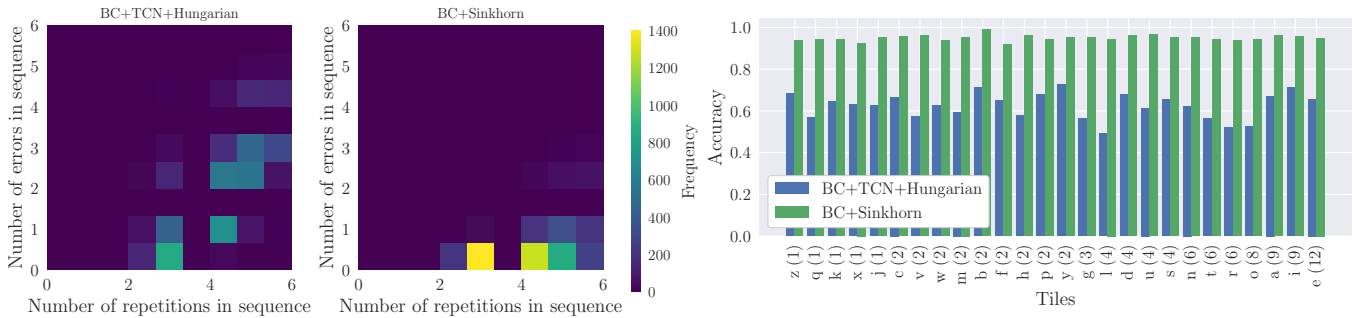 BC+TCN+Hungarian
BC+Sinkhorn
Number of errors in sequence
6
5
4
3
2
1
0
0
2
4
6
Number of repetitions in sequence
Number of errors in sequence
6
5
4
3
2
1
0
0
2
4
6
Number of repetitions in sequence
1400
1200
1000
800
600
400
200
0
Frequency
Accuracy
1.0
0.8
0.6
0.4
0.2
0.0
BC+TCN+Hungarian
BC+Sinkhorn
z (1)
q (1)
k (1)
x (1)
j (1)
c (2)
v (2)
w (2)
m (2)
b (2)
f (2)
h (2)
p (2)
y (2)
g (3)
l (4)
d (4)
u (4)
s (4)
n (6)
t (6)
r (6)
o (8)
a (9)
i (9)
e (12)
Tiles